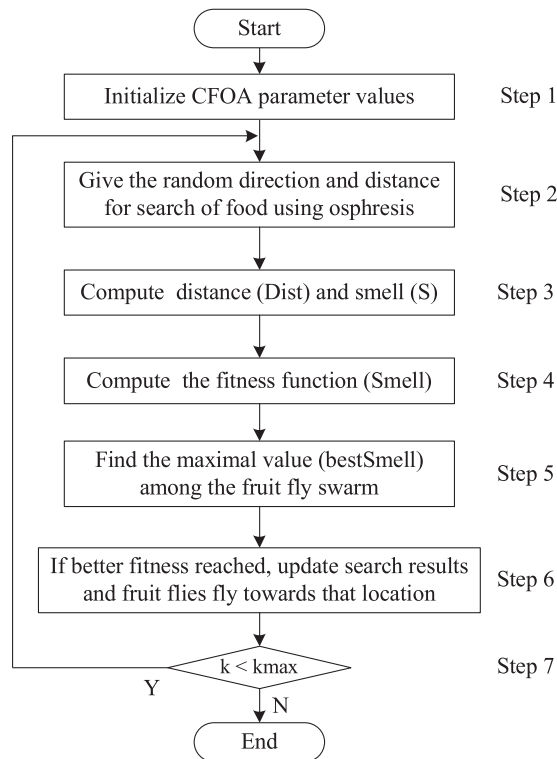 Start
Initialize CFOA parameter values
Step 1
Give the random direction and distance
for search of food using osphresis
Step 2
Compute distance (Dist) and smell (S)
Step 3
Compute the fitness function (Smell)
Step 4
Find the maximal value (bestSmell)
among the fruit fly swarm
Step 5
If better fitness reached, update search results
and fruit flies fly towards that location
Step 6
k < kmax
Step 7
Y
N
End